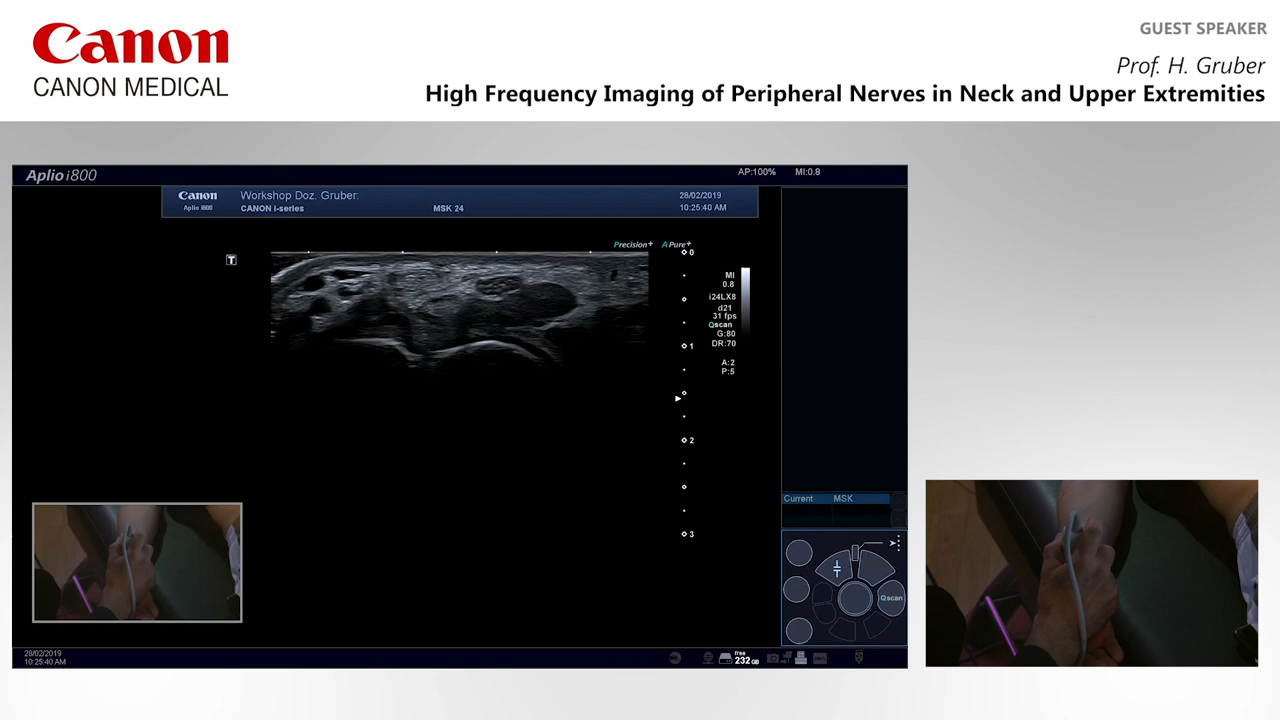 Canon
CANON MEDICAL
GUEST SPEAKER
Prof. H. Gruber
High Frequency Imaging of Peripheral Nerves in Neck and Upper Extremities
Aplio i800
AP:100% MI:0.8
Canon
Aplio i800
Workshop Doz. Gruber:
CANON i-series
MSK 24
28/02/2019
10:25:40 AM
Precision+ APure+
T
0
1
2
3
MI
0.8
i24LX8
d21
31 fps
Qscan
G:80
DR:70
A:2
P:5
Current MSK
Qscan
28/02/2019
10:25:40 AM
free
232GB